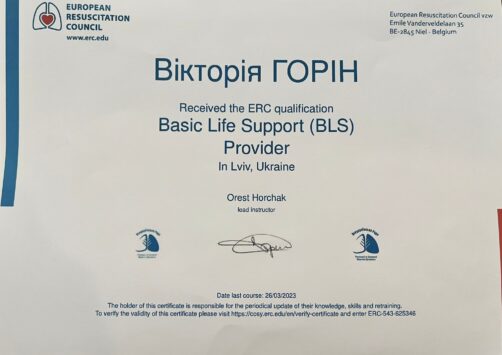 EUROPEAN
RESUSCITATION
COUNCIL
www.erc.edu
European Resuscitation Council vzw
Emile Vanderveldelaan 35
BE-2845 Niel - Belgium
Вікторія ГОРІН
Received the ERC qualification
Basic Life Support (BLS)
Provider
In Lviv, Ukraine
Orest Horchak
lead instructor
Date last course: 26/03/2023
The holder of this certificate is responsible for the periodical update of their knowledge, skills and retraining.
To verify the validity of this certificate please visit https://cosy.erc.edu/en/verify-certificate and enter ERC-543-625346